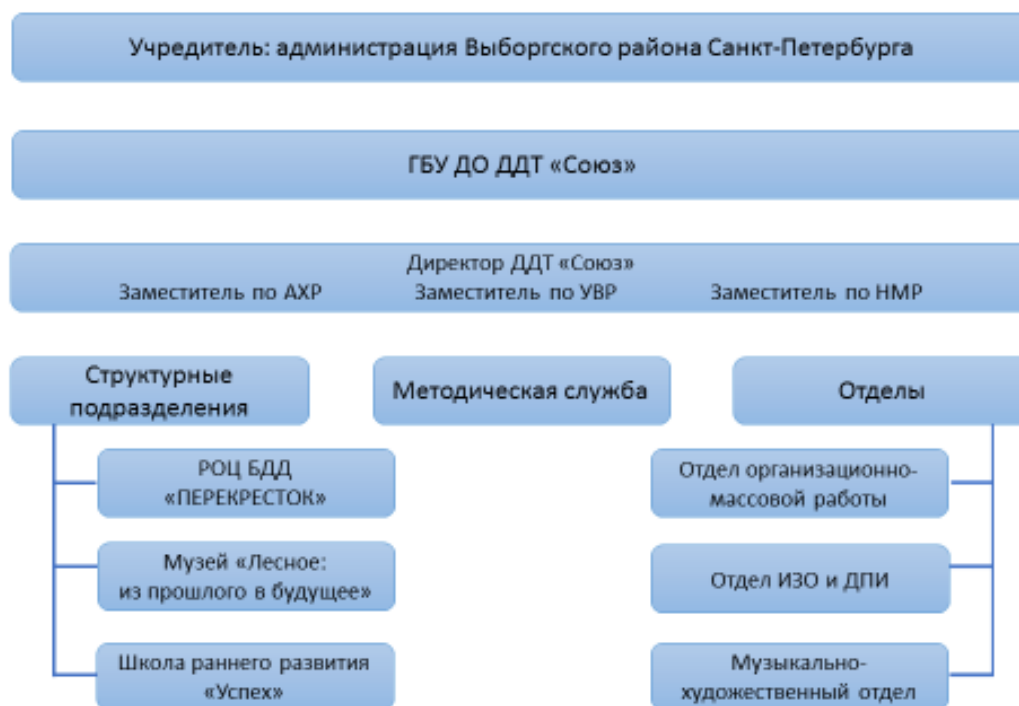 Учредитель: администрация Выборгского района Санкт-Петербурга
ГБУ ДО ДДТ «Союз»
Директор ДДТ «Союз»
Заместитель по АХР Заместитель по УВР Заместитель по НМР
Структурные
подразделения
РОЦ БДД
«ПЕРЕКРЕСТОК»
Музей «Лесное:
из прошлого в будущее»
Школа раннего развития
«Успех»
Методическая служба
Отделы
Отдел организационно-
массовой работы
Отдел ИЗО и ДПИ
Музыкально-
художественный отдел